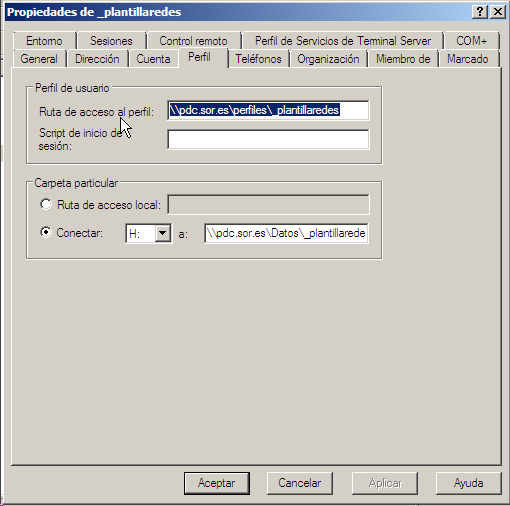 Propiedades de _plantillaredes
Entorno Sesiones Control remoto Perfil de Servicios de Terminal Server COM+
General Dirección Cuenta Perfil Teléfonos Organización Miembro de Marcado
Perfil de usuario
Ruta de acceso al perfil: \\pdc.sor.es\perfiles\_plantillaredes
Script de inicio de
sesión:
Carpeta particular
Ruta de acceso local:
Conectar: H: a: \\pdc.sor.es\Datos\_plantillarede
Aceptar Cancelar Aplicar Ayuda